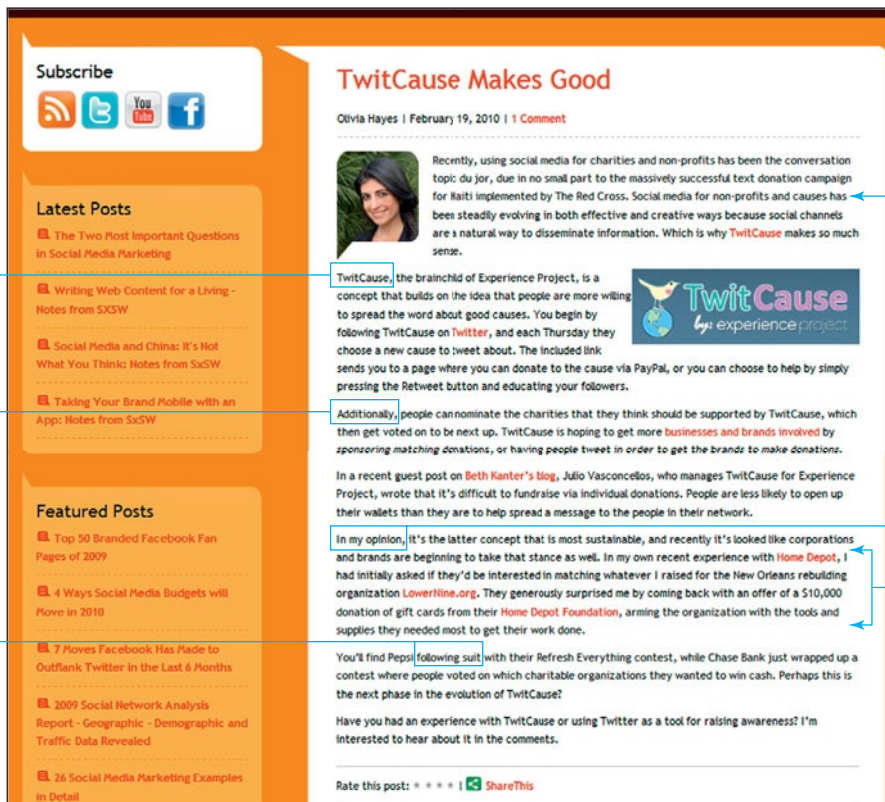 Subscribe
You
Tube
TwitCause Makes Good
Olivia Hayes | February 19, 2010 | 1 Comment
Recently, using social media for charities and non-profits has been the conversation
topic du jor, due in no small part to the massively successful text donation campaign
for Haiti implemented by The Red Cross. Social media for non-profits and causes has
been steadily evolving in both effective and creative ways because social channels
are a natural way to disseminate information. Which is why TwitCause makes so much
sense.
TwitCause, the brainchild of Experience Project, is a
concept that builds on the idea that people are more willing
to spread the word about good causes. You begin by
following TwitCause on Twitter, and each Thursday they
choose a new cause to tweet about. The included link
sends you to a page where you can donate to the cause via PayPal, or you can choose to help by simply
pressing the Retweet button and educating your followers.
TwitCause
by: experience project
Additionally, people can nominate the charities that they think should be supported by TwitCause, which
then get voted on to be next up. TwitCause is hoping to get more businesses and brands involved by
sponsoring matching donations, or having people tweet in order to get the brands to make donations.
In a recent guest post on Beth Kanter's blog, Julio Vasconcellos, who manages TwitCause for Experience
Project, wrote that it's difficult to fundraise via individual donations. People are less likely to open up
their wallets than they are to help spread a message to the people in their network.
In my opinion, it's the latter concept that is most sustainable, and recently it's looked like corporations
and brands are beginning to take that stance as well. In my own recent experience with Home Depot, I
had initially asked if they'd be interested in matching whatever I raised for the New Orleans rebuilding
organization LowerNine.org. They generously surprised me by coming back with an offer of a $10,000
donation of gift cards from their Home Depot Foundation, arming the organization with the tools and
supplies they needed most to get their work done.
You'll find Pepsi following suit with their Refresh Everything contest, while Chase Bank just wrapped up a
contest where people voted on which charitable organizations they wanted to win cash. Perhaps this is
the next phase in the evolution of TwitCause?
Have you had an experience with TwitCause or using Twitter as a tool for raising awareness? I'm
interested to hear about it in the comments.
Rate this post: * * * * | ShareThis
Latest Posts
The Two Most Important Questions
in Social Media Marketing
Writing Web Content for a Living -
Notes from SXSW
Social Media and China: It's Not
What You Think: Notes from SxSW
Taking Your Brand Mobile with an
App: Notes from SxSW
Featured Posts
Top 50 Branded Facebook Fan
Pages of 2009
4 Ways Social Media Budgets will
Move in 2010
7 Moves Facebook Has Made to
Outflank Twitter in the Last 6 Months
2009 Social Network Analysis
Report - Geographic - Demographic and
Traffic Data Revealed
26 Social Media Marketing Examples
in Detail